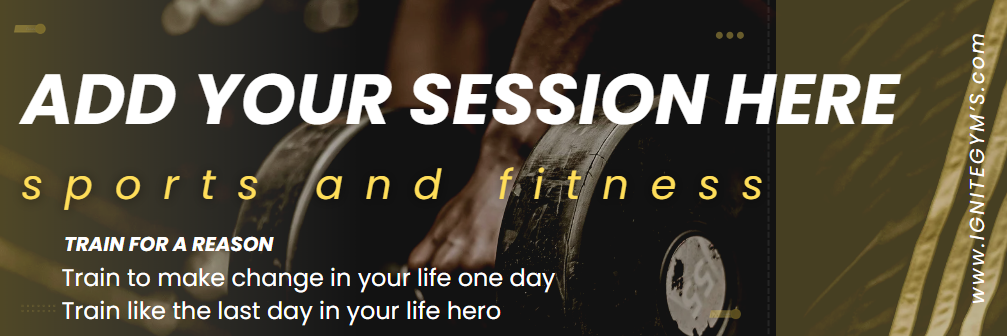 ADD YOUR SESSION HERE
sports and fitness
TRAIN FOR A REASON
Train to make change in your life one day
Train like the last day in your life hero
www.IGNITEGYM'S.com